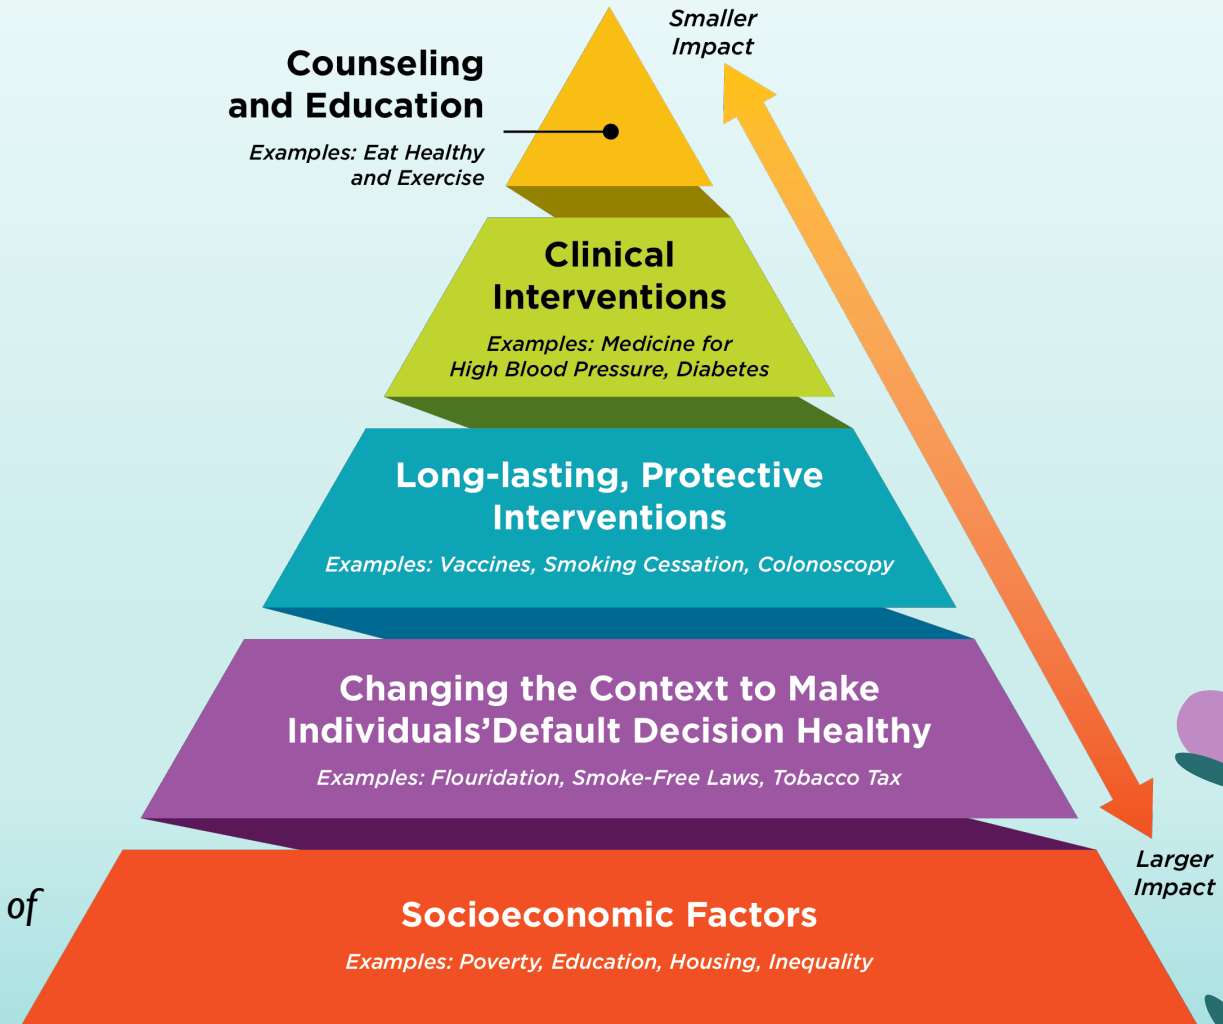 Smaller
Impact
Counseling
and Education
Examples: Eat Healthy
and Exercise
Clinical
Interventions
Examples: Medicine for
High Blood Pressure, Diabetes
Long-lasting, Protective
Interventions
Examples: Vaccines, Smoking Cessation, Colonoscopy
Changing the Context to Make
Individuals’Default Decision Healthy
Examples: Flouridation, Smoke-Free Laws, Tobacco Tax
Larger
Impact
of
Socioeconomic Factors
Examples: Poverty, Education, Housing, Inequality